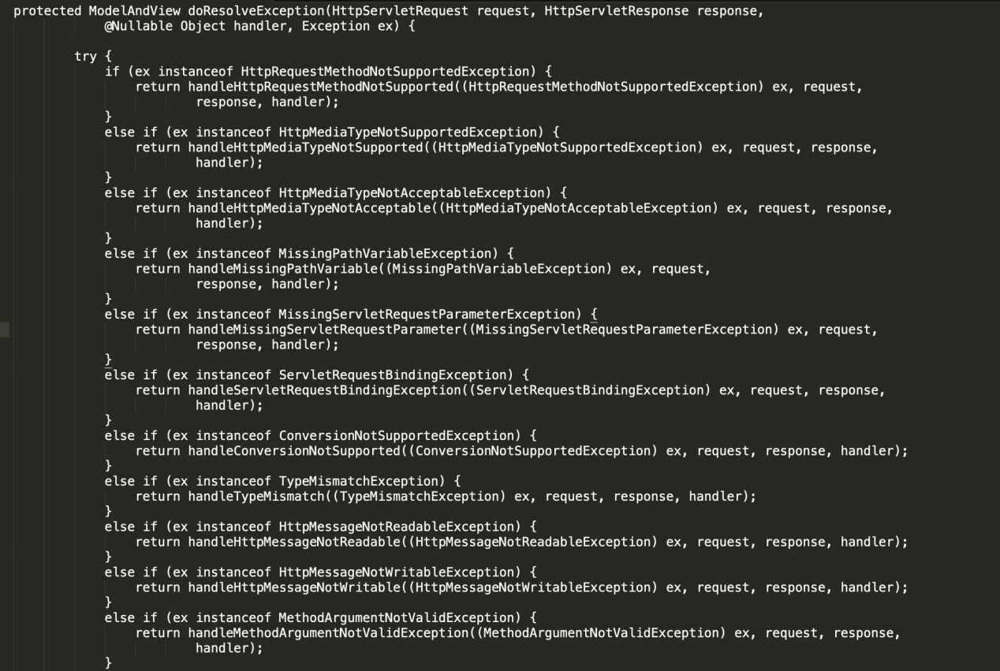 protected ModelAndView doResolveException(HttpServletRequest request, HttpServletResponse response,
@Nullable Object handler, Exception ex) {
try {
if (ex instanceof HttpRequestMethodNotSupportedException) {
return handleHttpRequestMethodNotSupported((HttpRequestMethodNotSupportedException) ex, request,
response, handler);
}
else if (ex instanceof HttpMediaTypeNotSupportedException) {
return handleHttpMediaTypeNotSupported((HttpMediaTypeNotSupportedException) ex, request, response,
handler);
}
else if (ex instanceof HttpMediaTypeNotAcceptableException) {
return handleHttpMediaTypeNotAcceptable((HttpMediaTypeNotAcceptableException) ex, request, response,
handler);
}
else if (ex instanceof MissingPathVariableException) {
return handleMissingPathVariable((MissingPathVariableException) ex, request,
response, handler);
}
else if (ex instanceof MissingServletRequestParameterException) {
return handleMissingServletRequestParameter((MissingServletRequestParameterException) ex, request,
response, handler);
}
else if (ex instanceof ServletRequestBindingException) {
return handleServletRequestBindingException((ServletRequestBindingException) ex, request, response,
handler);
}
else if (ex instanceof ConversionNotSupportedException) {
return handleConversionNotSupported((ConversionNotSupportedException) ex, request, response, handler);
}
else if (ex instanceof TypeMismatchException) {
return handleTypeMismatch((TypeMismatchException) ex, request, response, handler);
}
else if (ex instanceof HttpMessageNotReadableException) {
return handleHttpMessageNotReadable((HttpMessageNotReadableException) ex, request, response, handler);
}
else if (ex instanceof HttpMessageNotWritableException) {
return handleHttpMessageNotWritable((HttpMessageNotWritableException) ex, request, response, handler);
}
else if (ex instanceof MethodArgumentNotValidException) {
return handleMethodArgumentNotValidException((MethodArgumentNotValidException) ex, request, response,
handler);
}